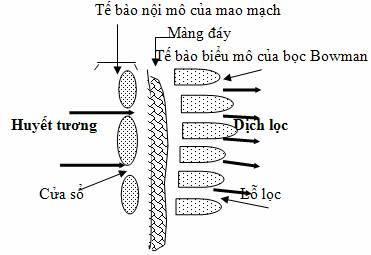 Tế bào nội mô của mao mạch
Màng đáy
Tế bào biểu mô của bọc Bowman
Huyết tương
Dịch lọc
Cửa sổ
Lỗ lọc